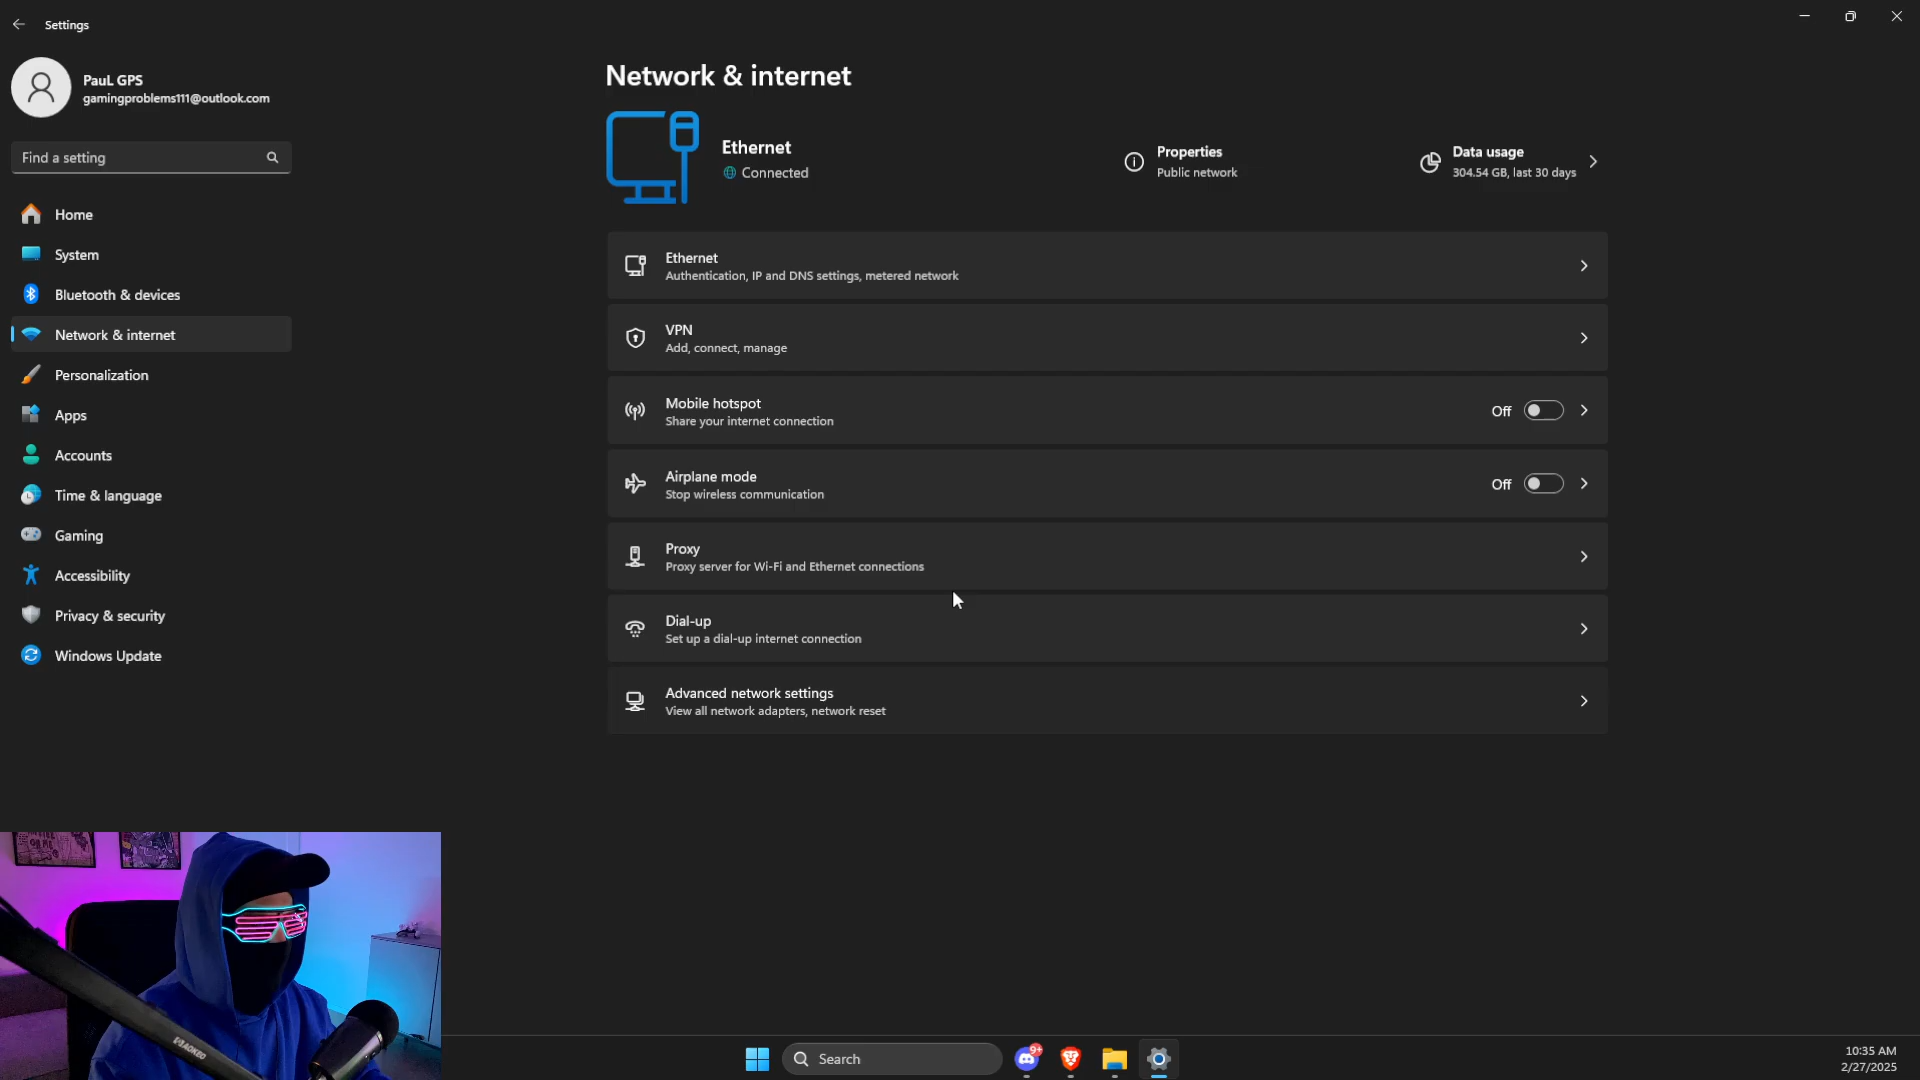 Settings
PauL GPS
gamingproblems111@outlook.com
Find a setting
Home
System
Bluetooth & devices
Network & internet
Personalization
Apps
Accounts
Time & language
Gaming
Accessibility
Privacy & security
Windows Update
Network & internet
Ethernet
Connected
Properties
Public network
Data usage
304.54 GB, last 30 days
Ethernet
Authentication, IP and DNS settings, metered network
VPN
Add, connect, manage
Mobile hotspot
Share your internet connection
Off
Airplane mode
Stop wireless communication
Off
Proxy
Proxy server for Wi-Fi and Ethernet connections
Dial-up
Set up a dial-up internet connection
Advanced network settings
View all network adapters, network reset
Search
9+
10:35 AM
2/27/2025